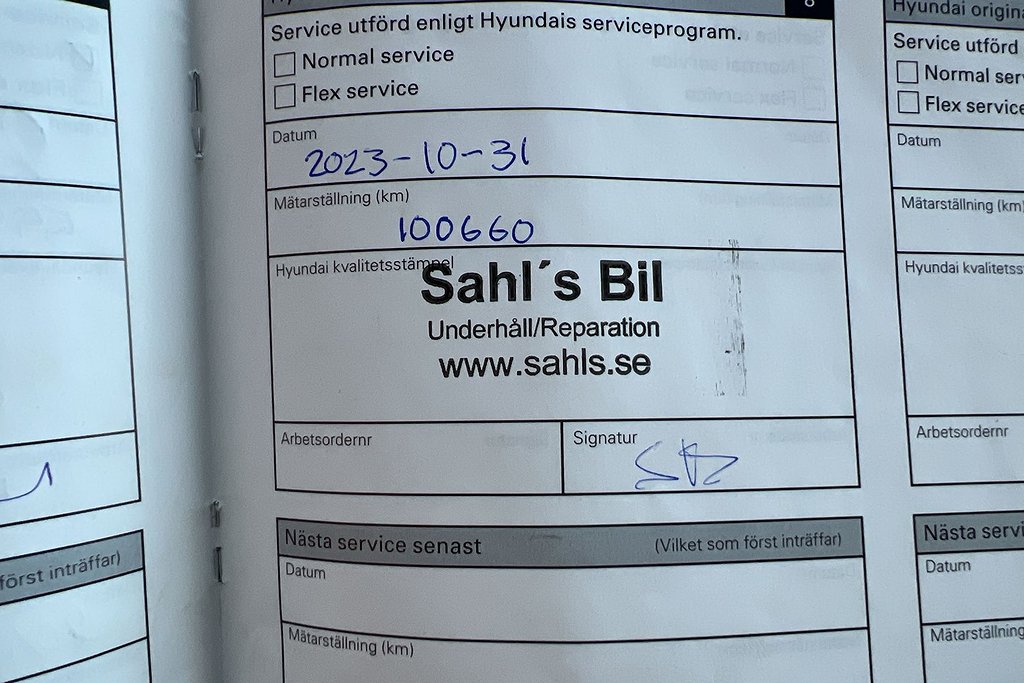 Service utförd enligt Hyundais serviceprogram.
Normal service
Flex service
Datum
2023-10-31
Mätarställning (km)
100660
Hyundai kvalitetsstämpel
Sahl´s Bil
Underhåll/Reparation
www.sahls.se
Arbetsordernr
Signatur
Nästa service senast
(Vilket som först inträffar)
Datum
Mätarställning (km)
först inträffar)
Hyundai origin
Service utförd
Normal ser
Flex service
Datum
Mätarställning (km)
Hyundai kvalitetss
Arbetsordernr
Nästa servi
Datum
Mätarställning